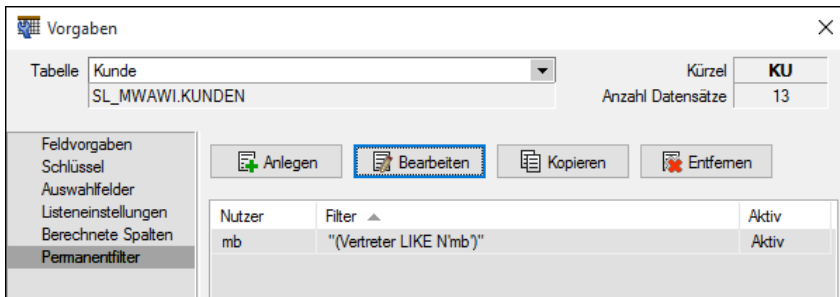 Vorgaben
Tabelle Kunde Kürzel KU
SL_MWAWI.KUNDEN Anzahl Datensätze 13
Feldvorgaben
Schlüssel
Auswahlfelder
Listeneinstellungen
Berechnete Spalten
Permanentfilter
Anlegen Bearbeiten Kopieren Entfernen
Nutzer Filter Aktiv
mb "(Vertreter LIKE N'mb')" Aktiv